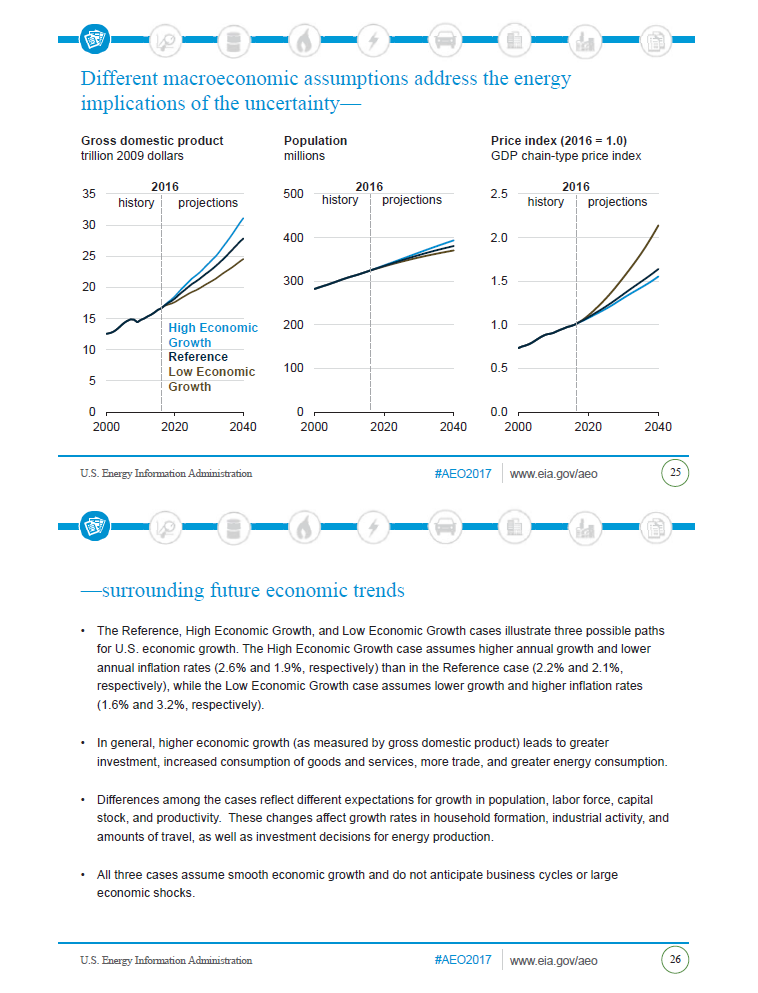 Different macroeconomic assumptions address the energy
implications of the uncertainty—
Gross domestic product
trillion 2009 dollars
Population
millions
Price index (2016 = 1.0)
GDP chain-type price index
2016
history projections
35
30
25
20
15
10
5
0
2000 2020 2040
High Economic
Growth
Reference
Low Economic
Growth
2016
history projections
500
400
300
200
100
0
2000 2020 2040
2016
history projections
2.5
2.0
1.5
1.0
0.5
0.0
2000 2020 2040
U.S. Energy Information Administration
#AEO2017 www.eia.gov/aeo
25
—surrounding future economic trends
• The Reference, High Economic Growth, and Low Economic Growth cases illustrate three possible paths
for U.S. economic growth. The High Economic Growth case assumes higher annual growth and lower
annual inflation rates (2.6% and 1.9%, respectively) than in the Reference case (2.2% and 2.1%,
respectively), while the Low Economic Growth case assumes lower growth and higher inflation rates
(1.6% and 3.2%, respectively).
• In general, higher economic growth (as measured by gross domestic product) leads to greater
investment, increased consumption of goods and services, more trade, and greater energy consumption.
• Differences among the cases reflect different expectations for growth in population, labor force, capital
stock, and productivity. These changes affect growth rates in household formation, industrial activity, and
amounts of travel, as well as investment decisions for energy production.
• All three cases assume smooth economic growth and do not anticipate business cycles or large
economic shocks.
U.S. Energy Information Administration
#AEO2017 www.eia.gov/aeo
26